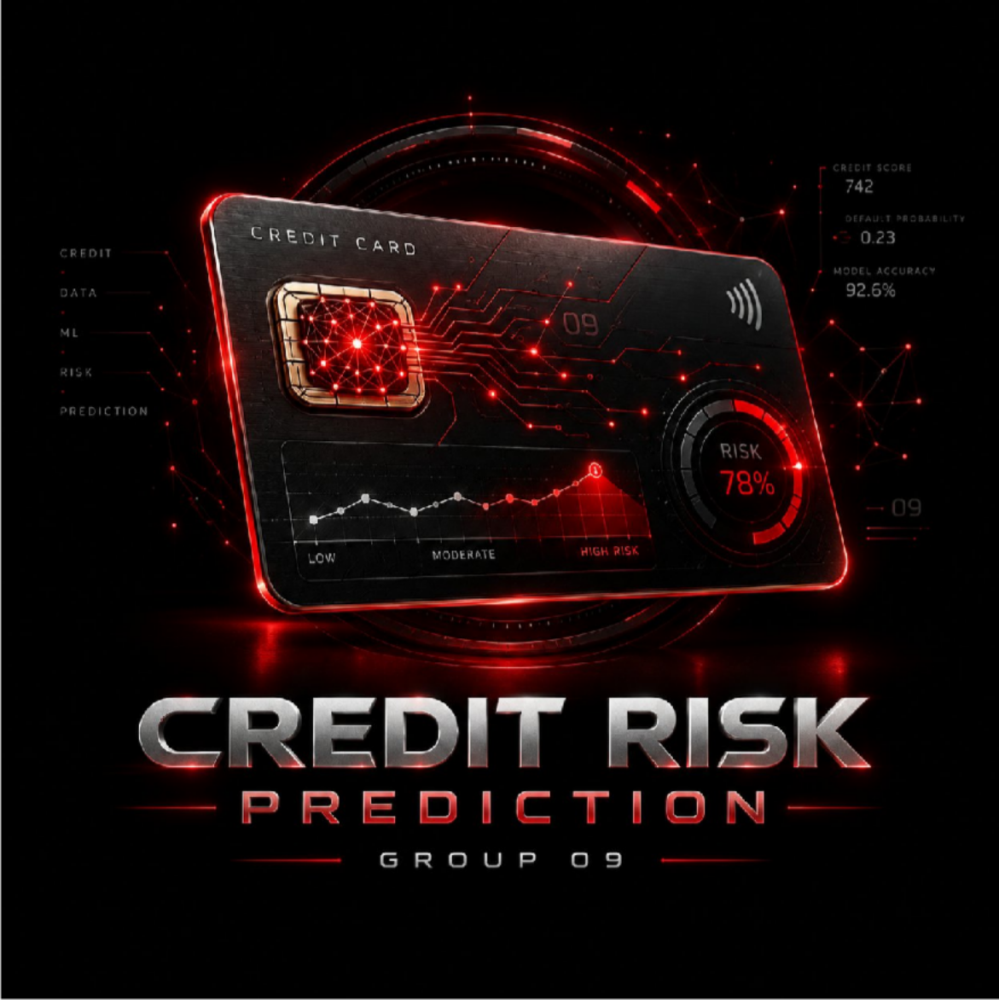 CREDIT SCORE
742
DEFAULT PROBABILITY
0.23
MODEL ACCURACY
92.6%
CREDIT
DATA
ML
RISK
PREDICTION
CREDIT CARD
09
RISK
78%
LOW
MODERATE
HIGH RISK
09
CREDIT RISK
PREDICTION
GROUP 09